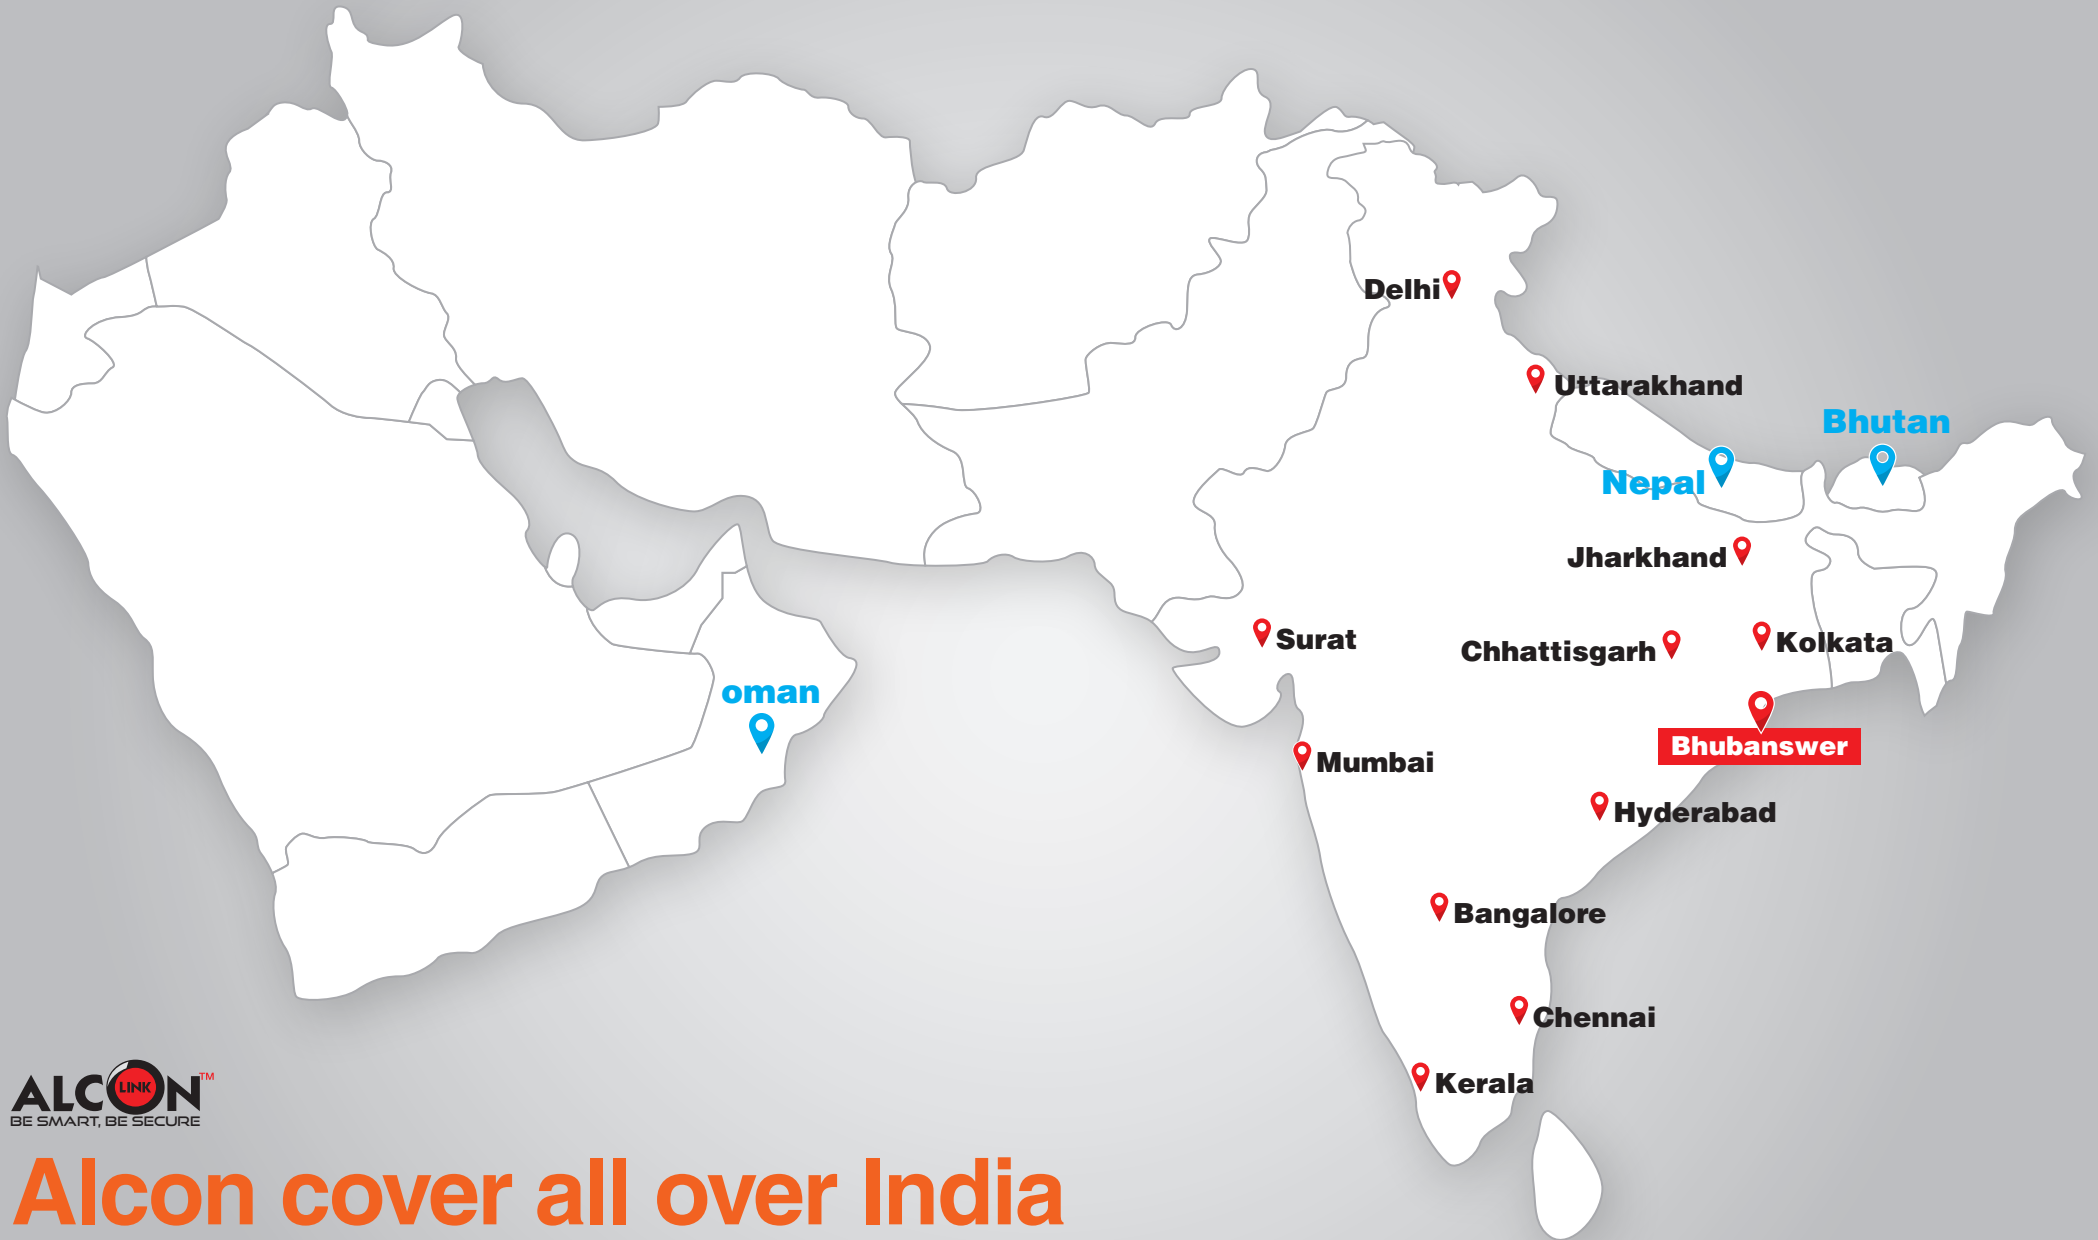 Delhi
Uttarakhand
Bhutan
Nepal
Jharkhand
Surat
Chhattisgarh
Kolkata
oman
Bhubanswer
Mumbai
Hyderabad
Bangalore
Chennai
Kerala
ALCON LINK TM
BE SMART, BE SECURE
Alcon cover all over India